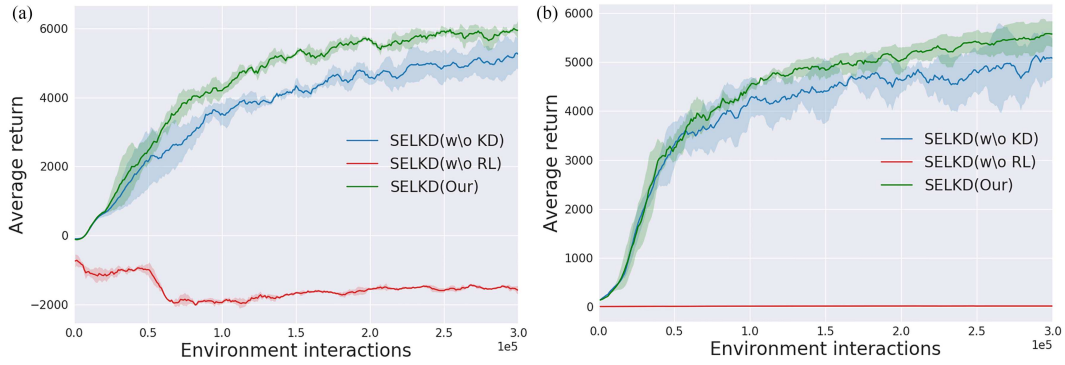 (a)
6000
4000
2000
0
−2000
Average return
SELKD(w\o KD)
SELKD(w\o RL)
SELKD(Our)
0.0 0.5 1.0 1.5 2.0 2.5 3.0
1e5
Environment interactions
(b)
6000
5000
4000
3000
2000
1000
0
Average return
SELKD(w\o KD)
SELKD(w\o RL)
SELKD(Our)
0.0 0.5 1.0 1.5 2.0 2.5 3.0
1e5
Environment interactions